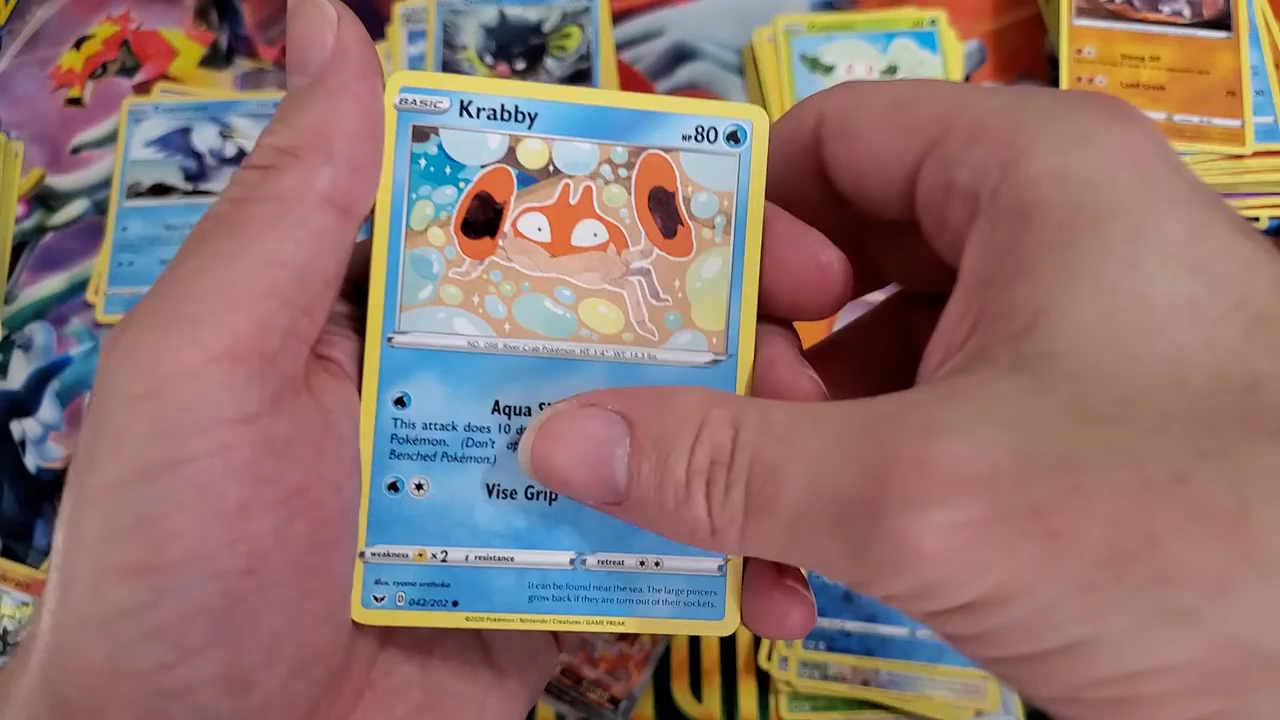 BASIC Krabby HP 80
NO. 098 River Crab Pokémon HT: 1'4" WT: 14.3 lbs.
Aqua
This attack does 10
Pokémon. (Don't
Benched Pokémon.)
Vise Grip
weakness ×2 resistance retreat
Illus.
D 042/202
It can be found near the sea. The large pincers
grow back if they are torn out of their sockets.
©2020 Pokémon / Nintendo / Creatures / GAME FREAK